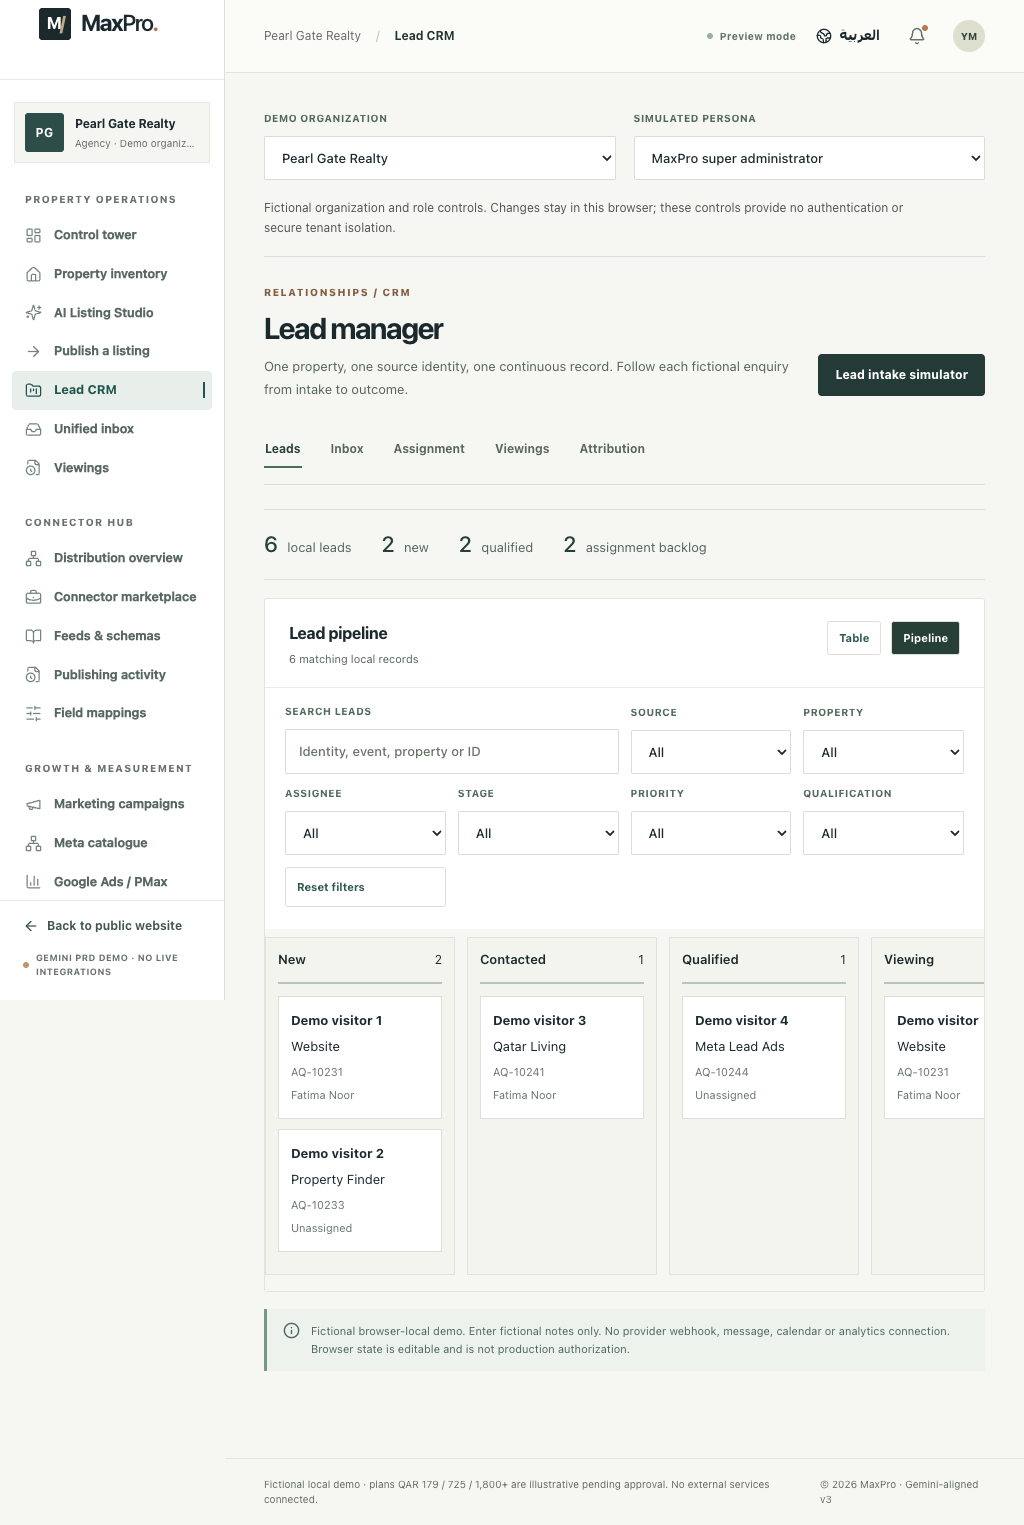 M/ MaxPro.
PG
Pearl Gate Realty
Agency · Demo organiz...
PROPERTY OPERATIONS
Control tower
Property inventory
AI Listing Studio
Publish a listing
Lead CRM
Unified inbox
Viewings
CONNECTOR HUB
Distribution overview
Connector marketplace
Feeds & schemas
Publishing activity
Field mappings
GROWTH & MEASUREMENT
Marketing campaigns
Meta catalogue
Google Ads / PMax
Back to public website
GEMINI PRD DEMO · NO LIVE
INTEGRATIONS
Pearl Gate Realty / Lead CRM
Preview mode
العربية
YM
DEMO ORGANIZATION
Pearl Gate Realty
SIMULATED PERSONA
MaxPro super administrator
Fictional organization and role controls. Changes stay in this browser; these controls provide no authentication or
secure tenant isolation.
RELATIONSHIPS / CRM
Lead manager
One property, one source identity, one continuous record. Follow each fictional enquiry
from intake to outcome.
Lead intake simulator
Leads Inbox Assignment Viewings Attribution
6 local leads 2 new 2 qualified 2 assignment backlog
Lead pipeline
6 matching local records
Table Pipeline
SEARCH LEADS
Identity, event, property or ID
SOURCE
All
PROPERTY
All
ASSIGNEE
All
STAGE
All
PRIORITY
All
QUALIFICATION
All
Reset filters
New 2
Demo visitor 1
Website
AQ-10231
Fatima Noor
Demo visitor 2
Property Finder
AQ-10233
Unassigned
Contacted 1
Demo visitor 3
Qatar Living
AQ-10241
Fatima Noor
Qualified 1
Demo visitor 4
Meta Lead Ads
AQ-10244
Unassigned
Viewing
Demo visitor
Website
AQ-10231
Fatima Noor
Fictional browser-local demo. Enter fictional notes only. No provider webhook, message, calendar or analytics connection.
Browser state is editable and is not production authorization.
Fictional local demo · plans QAR 179 / 725 / 1,800+ are illustrative pending approval. No external services
connected.
© 2026 MaxPro · Gemini-aligned
v3